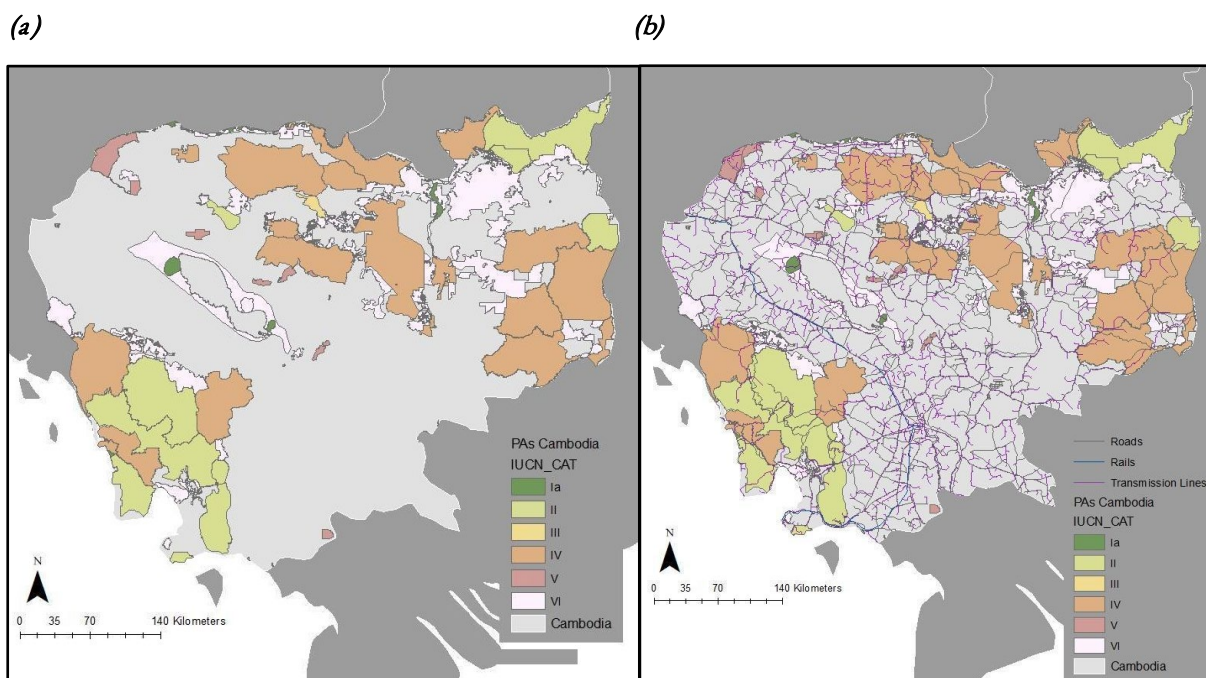 (a)
(b)
PAs Cambodia
IUCN_CAT
Ia
II
III
IV
V
VI
Cambodia
N
0 35 70 140 Kilometers
Roads
Rails
Transmission Lines
PAs Cambodia
IUCN_CAT
Ia
II
III
IV
V
VI
Cambodia
N
0 35 70 140 Kilometers